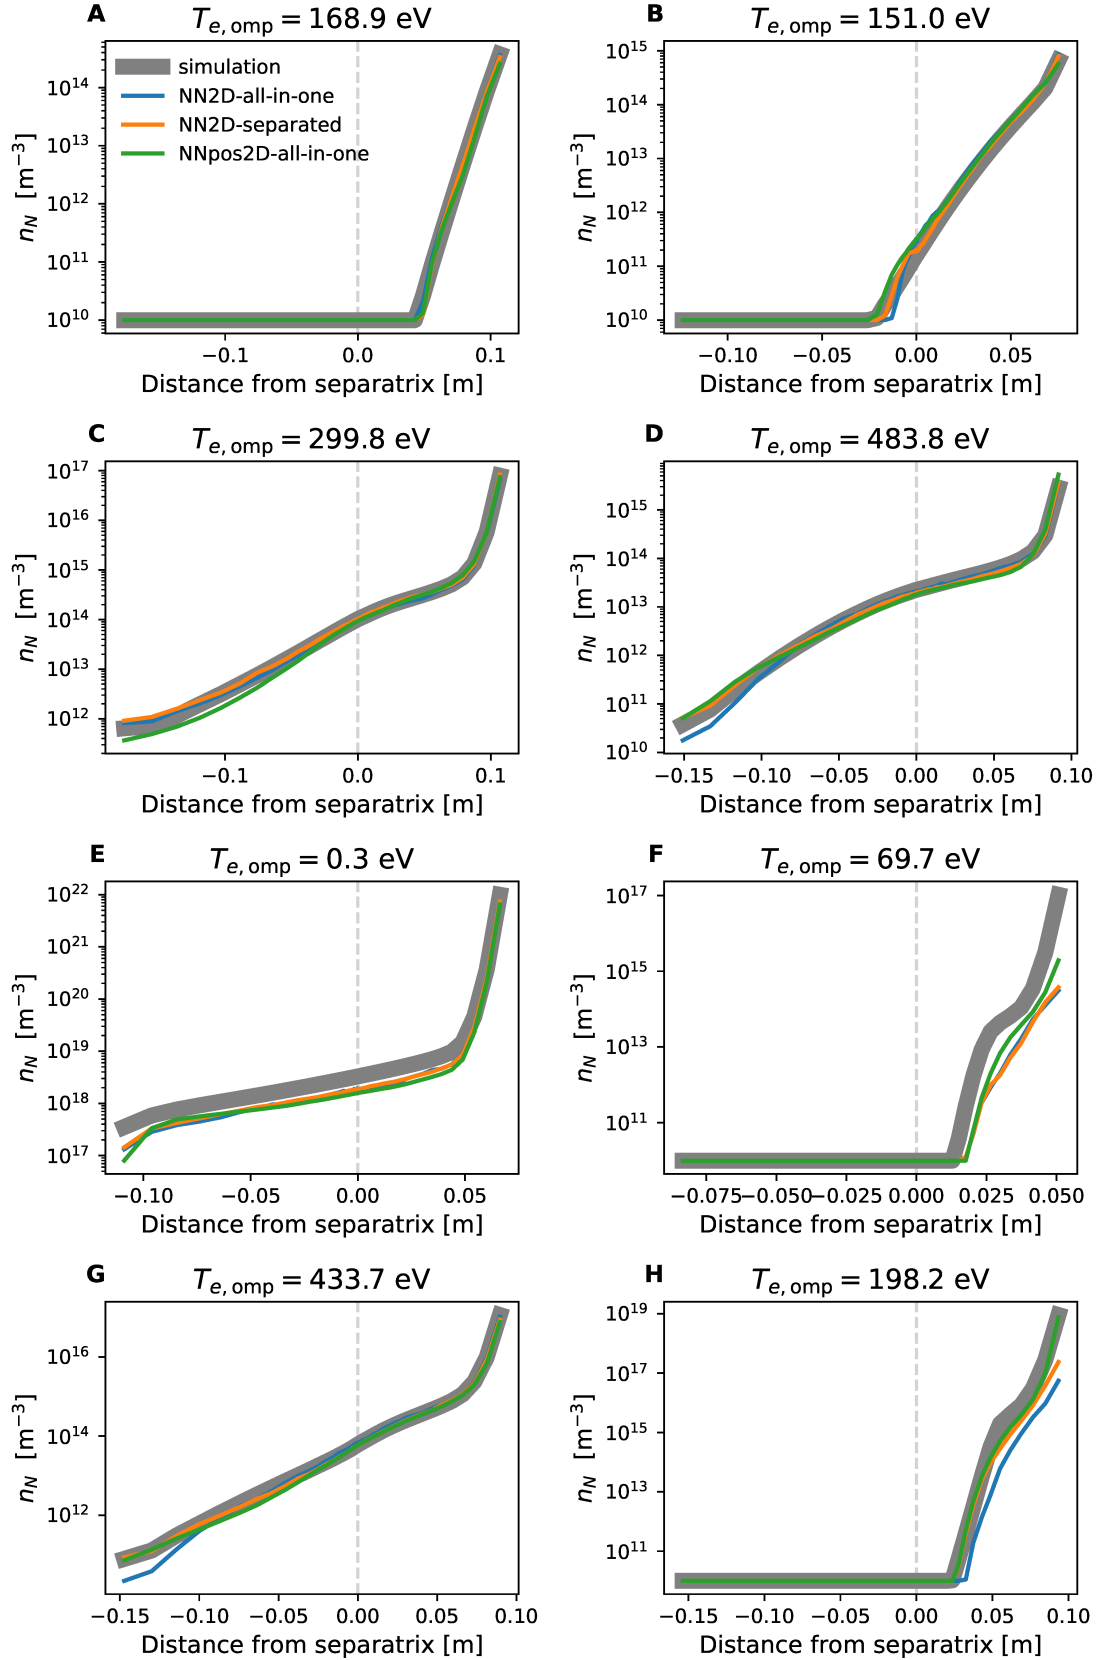 A
T_e, omp = 168.9 eV
simulation
NN2D-all-in-one
NN2D-separated
NNpos2D-all-in-one
n_N [m^−3]
10^14
10^13
10^12
10^11
10^10
−0.1 0.0 0.1
Distance from separatrix [m]
B
T_e, omp = 151.0 eV
n_N [m^−3]
10^15
10^14
10^13
10^12
10^11
10^10
−0.10 −0.05 0.00 0.05
Distance from separatrix [m]
C
T_e, omp = 299.8 eV
n_N [m^−3]
10^17
10^16
10^15
10^14
10^13
10^12
−0.1 0.0 0.1
Distance from separatrix [m]
D
T_e, omp = 483.8 eV
n_N [m^−3]
10^15
10^14
10^13
10^12
10^11
10^10
−0.15 −0.10 −0.05 0.00 0.05 0.10
Distance from separatrix [m]
E
T_e, omp = 0.3 eV
n_N [m^−3]
10^22
10^21
10^20
10^19
10^18
10^17
−0.10 −0.05 0.00 0.05
Distance from separatrix [m]
F
T_e, omp = 69.7 eV
n_N [m^−3]
10^17
10^15
10^13
10^11
−0.075 −0.050 −0.025 0.000 0.025 0.050
Distance from separatrix [m]
G
T_e, omp = 433.7 eV
n_N [m^−3]
10^16
10^14
10^12
−0.15 −0.10 −0.05 0.00 0.05 0.10
Distance from separatrix [m]
H
T_e, omp = 198.2 eV
n_N [m^−3]
10^19
10^17
10^15
10^13
10^11
−0.15 −0.10 −0.05 0.00 0.05 0.10
Distance from separatrix [m]